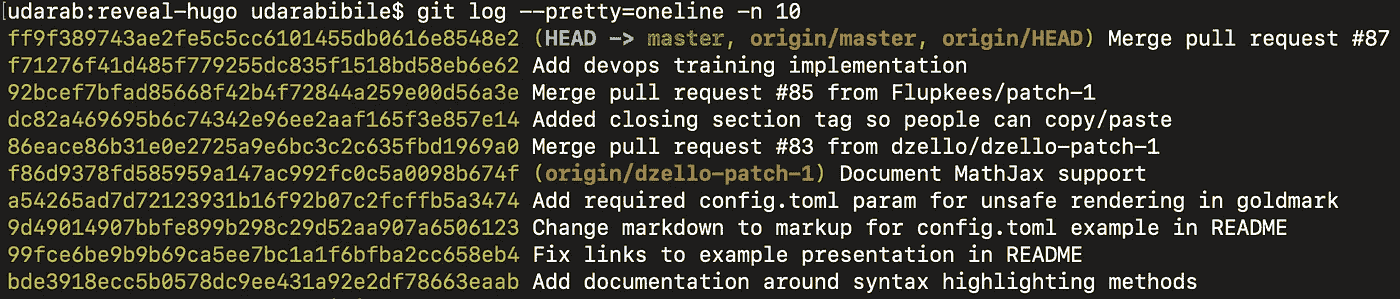 [udarab:reveal-hugo udarabibile$ git log --pretty=oneline -n 10
ff9f389743ae2fe5c5cc6101455db0616e8548e2 (HEAD -> master, origin/master, origin/HEAD) Merge pull request #87
f71276f41d485f779255dc835f1518bd58eb6e62 Add devops training implementation
92bcef7bfad85668f42b4f72844a259e00d56a3e Merge pull request #85 from Flupkees/patch-1
dc82a469695b6c74342e96ee2aaf165f3e857e14 Added closing section tag so people can copy/paste
86eace86b31e0e2725a9e6bc3c2c635fbd1969a0 Merge pull request #83 from dzello/dzello-patch-1
f86d9378fd585959a147ac992fc0c5a0098b674f (origin/dzello-patch-1) Document MathJax support
a54265ad7d72123931b16f92b07c2fcffb5a3474 Add required config.toml param for unsafe rendering in goldmark
9d49014907bbfe899b298c29d52aa907a6506123 Change markdown to markup for config.toml example in README
99fce6be9b9b69ca5ee7bc1a1f6bfba2cc658eb4 Fix links to example presentation in README
bde3918ecc5b0578dc9ee431a92e2df78663eaab Add documentation around syntax highlighting methods